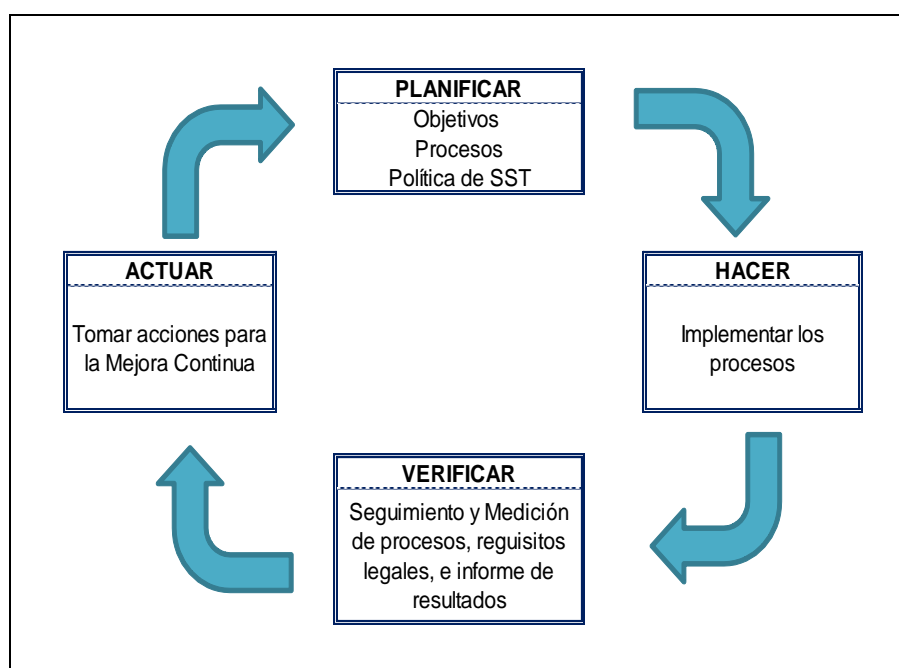 PLANIFICAR
Objetivos
Procesos
Política de SST
HACER
Implementar los
procesos
VERIFICAR
Seguimiento y Medición
de procesos, reguisitos
legales, e informe de
resultados
ACTUAR
Tomar acciones para
la Mejora Continua